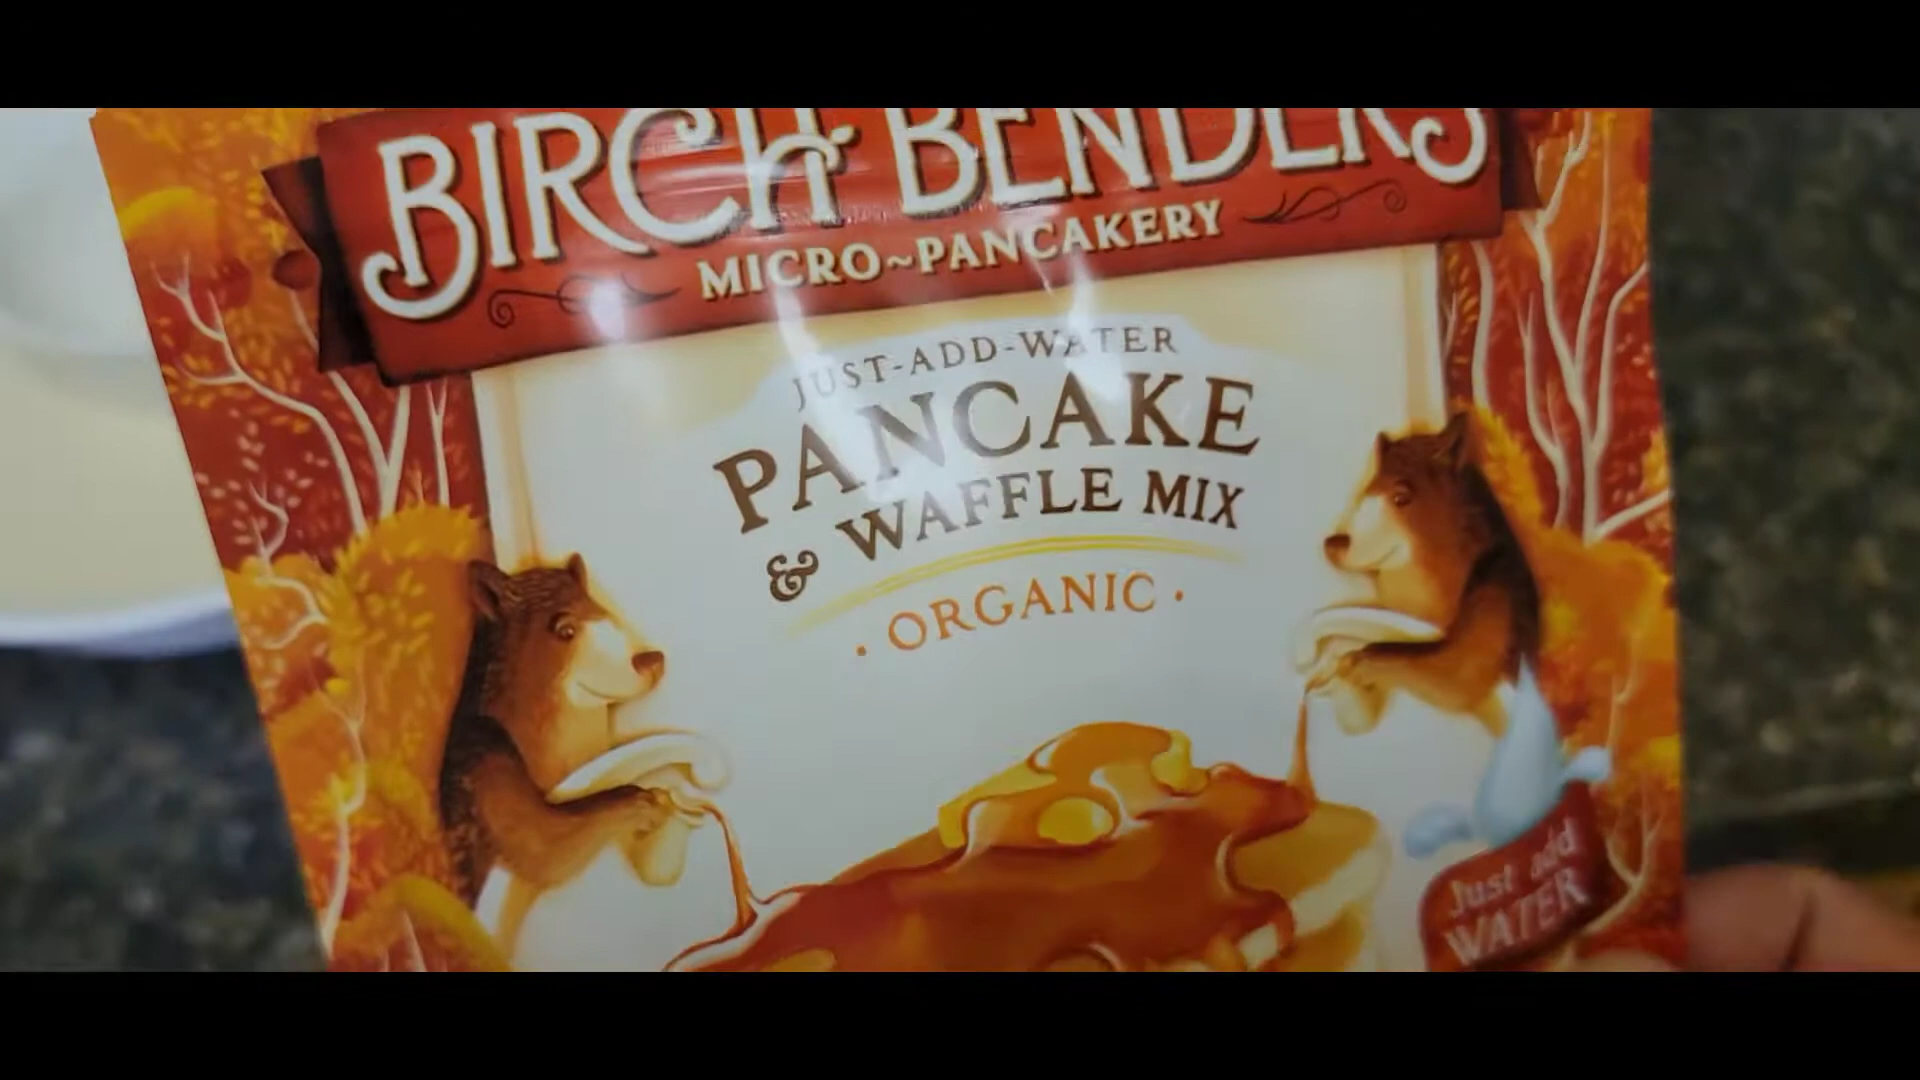 BIRCH BENDERS
MICRO~PANCAKERY
JUST-ADD-WATER
PANCAKE
& WAFFLE MIX
· ORGANIC ·
Just add
WATER